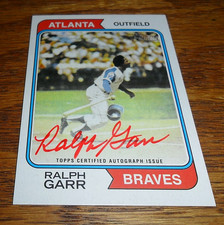 ATLANTA OUTFIELD
Ralph Garr
TOPPS CERTIFIED AUTOGRAPH ISSUE
RALPH GARR BRAVES